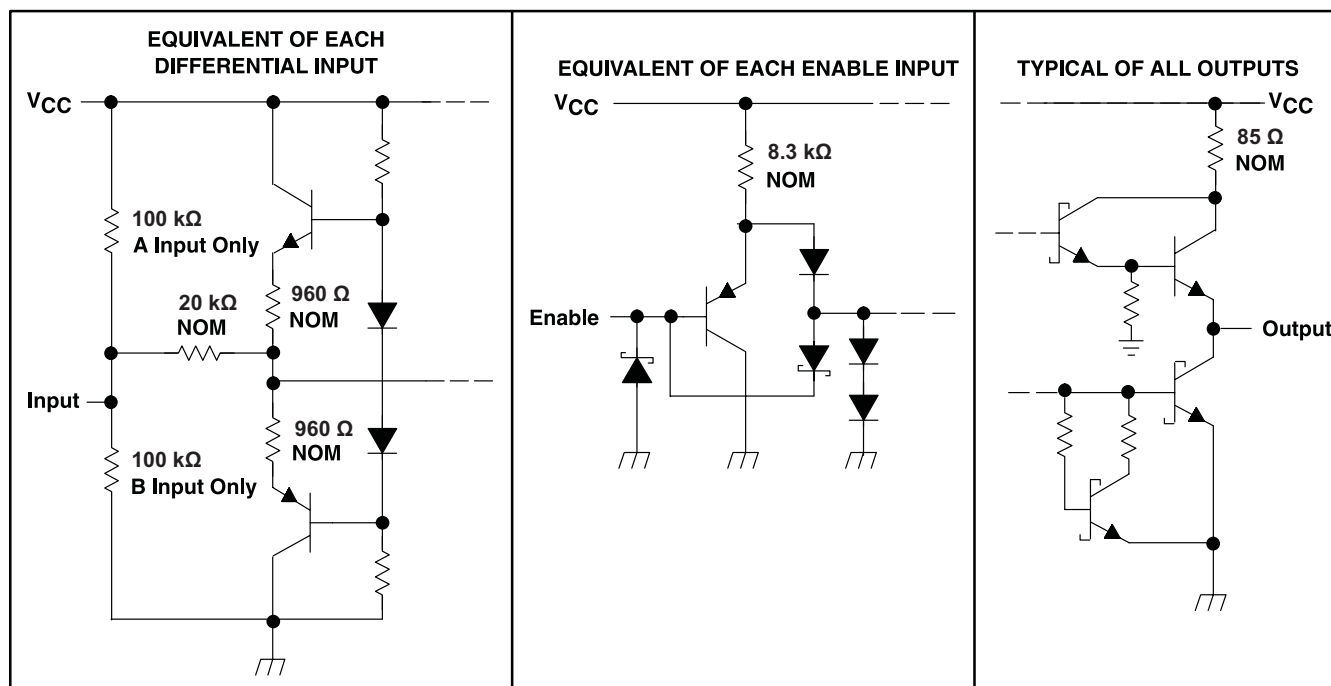 EQUIVALENT OF EACH
DIFFERENTIAL INPUT
VCC
100 kΩ
A Input Only
20 kΩ
NOM
960 Ω
NOM
Input
960 Ω
NOM
100 kΩ
B Input Only
EQUIVALENT OF EACH ENABLE INPUT
VCC
8.3 kΩ
NOM
Enable
TYPICAL OF ALL OUTPUTS
VCC
85 Ω
NOM
Output